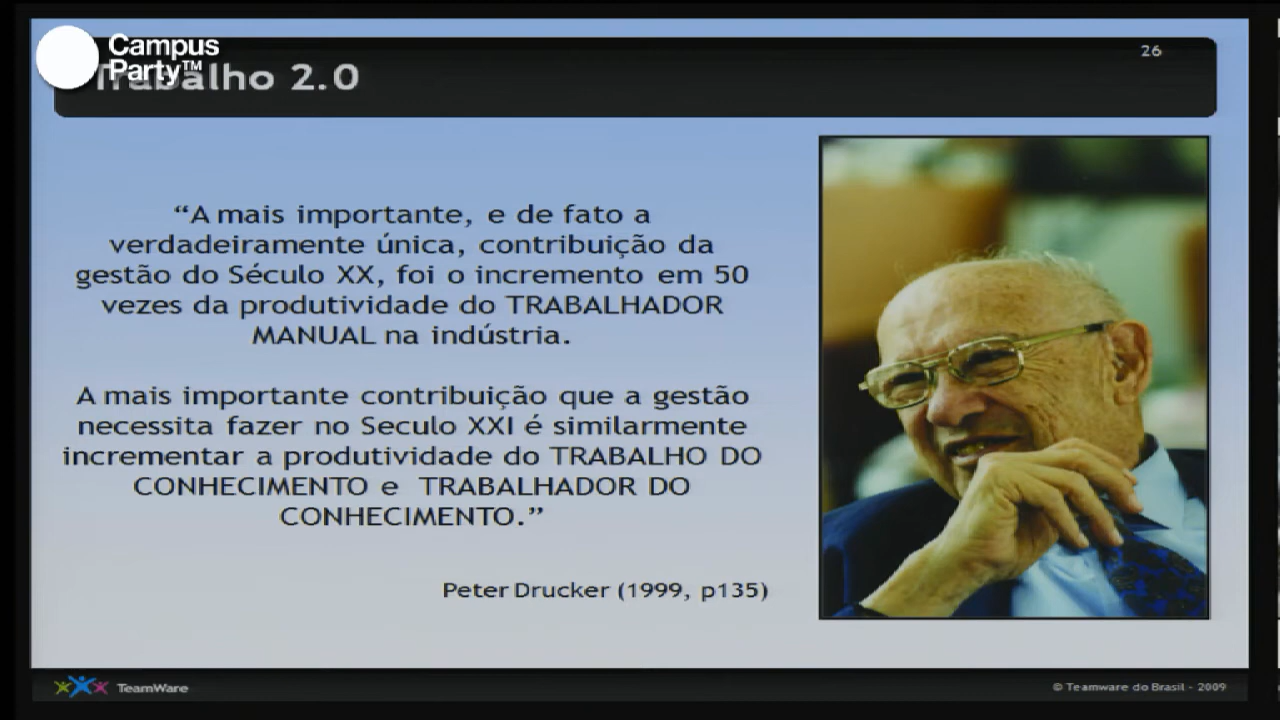 Campus
Party™
Trabalho 2.0
26
“A mais importante, e de fato a
verdadeiramente única, contribuição da
gestão do Século XX, foi o incremento em 50
vezes da produtividade do TRABALHADOR
MANUAL na indústria.
A mais importante contribuição que a gestão
necessita fazer no Seculo XXI é similarmente
incrementar a produtividade do TRABALHO DO
CONHECIMENTO e TRABALHADOR DO
CONHECIMENTO.”
Peter Drucker (1999, p135)
TeamWare
© Teamware do Brasil - 2009